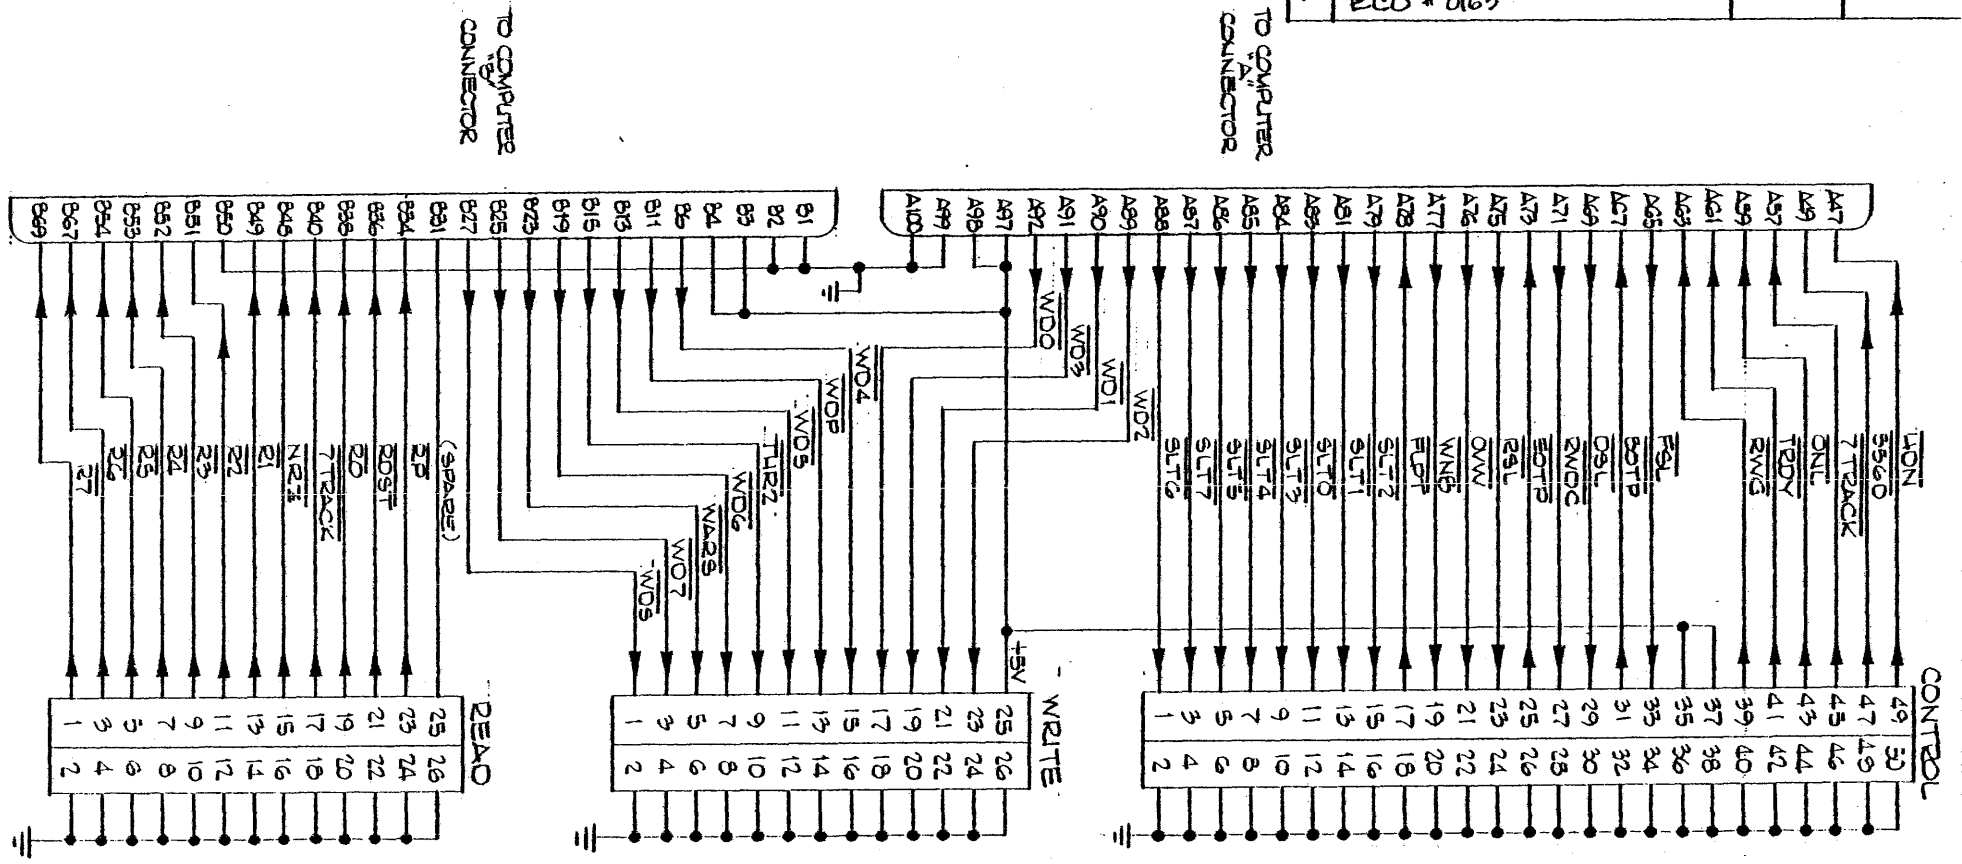 ECO # 0163
TO COMPUTER
"A"
CONNECTOR
TO COMPUTER
"B"
CONNECTOR
A47
A49
A57
A59
A61
A63
A65
A67
A69
A71
A73
A75
A76
A77
A78
A79
A81
A83
A84
A85
A86
A87
A88
A89
A90
A91
A92
A97
A98
A99
A100
B1
B2
B3
B4
B6
B11
B13
B15
B19
B23
B25
B27
B31
B34
B36
B38
B40
B48
B49
B50
B51
B52
B53
B54
B67
B69
7 TRACK
ONL
TRDY
RWG
FSL
BOTP
DSL
RWDC
EOTP
RSL
OVW
WNG
FLPT
SLT2
SLT1
SLT0
SLT3
SLT4
SLT5
SLT7
SLT6
WD2
WD1
WD3
WD0
WD4
WDP
WD5
THR2
WD6
WARS
WD7
WDS
+5V
(SPARE)
RP
RDST
R0
7 TRACK
NRZI
R1
R2
R3
R4
R5
R6
R7
CONTROL
49 50
47 48
45 46
43 44
41 42
39 40
37 38
35 36
33 34
31 32
29 30
27 28
25 26
23 24
21 22
19 20
17 18
15 16
13 14
11 12
9 10
7 8
5 6
3 4
1 2
WRITE
25 26
23 24
21 22
19 20
17 18
15 16
13 14
11 12
9 10
7 8
5 6
3 4
1 2
READ
25 26
23 24
21 22
19 20
17 18
15 16
13 14
11 12
9 10
7 8
5 6
3 4
1 2